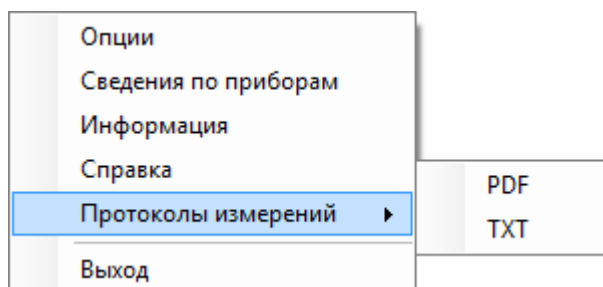 Опции
Сведения по приборам
Информация
Справка
Протоколы измерений
PDF
TXT
Выход